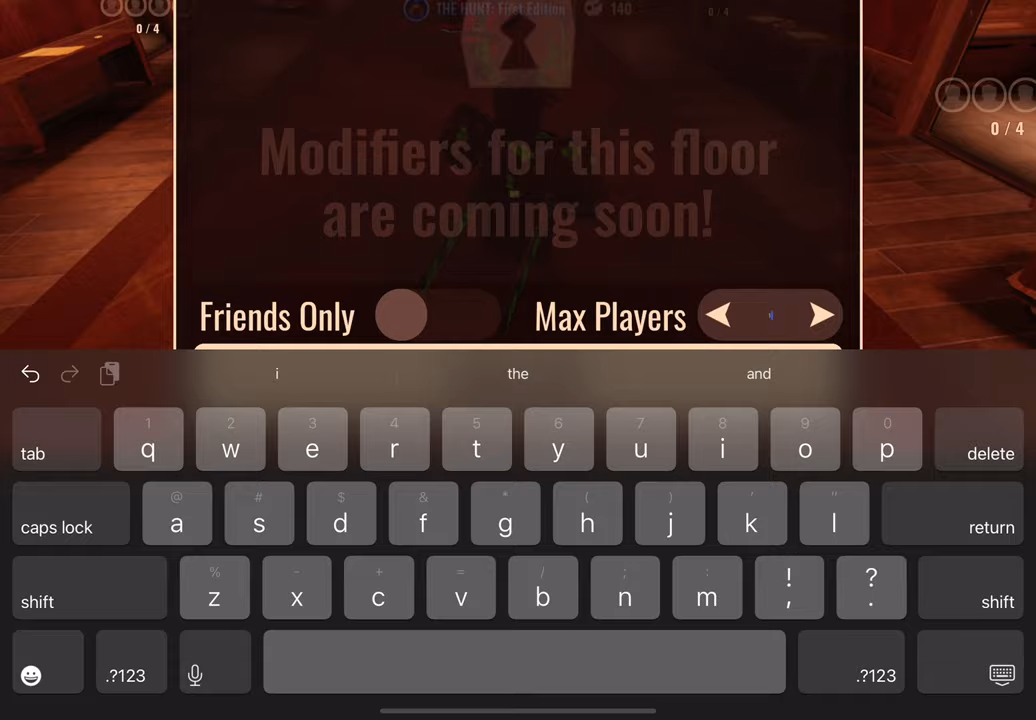 THE HUNT: First Edition 140 0 / 4
0 / 4
0 / 4
Modifiers for this floor
are coming soon!
Friends Only Max Players
i the and
1 2 3 4 5 6 7 8 9 0
tab q w e r t y u i o p delete
@ # $ & * ( ) ' "
caps lock a s d f g h j k l return
% - + = / ; : ! ?
shift z x c v b n m , . shift
.?123 .?123